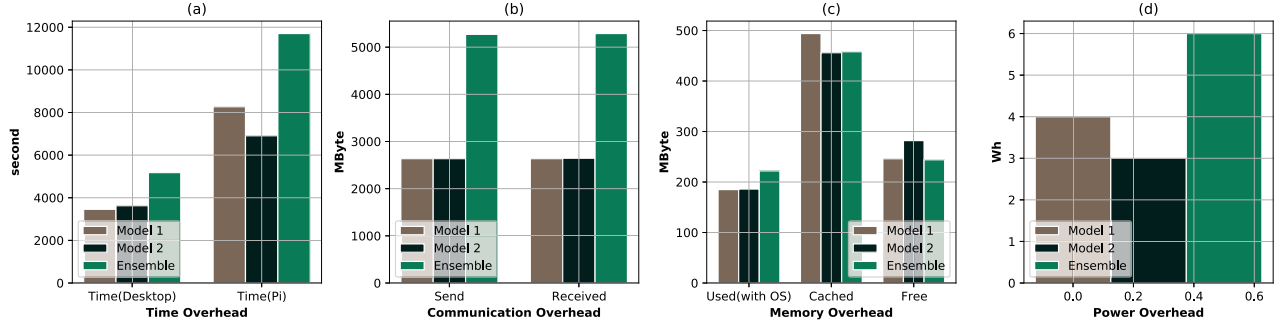 (a)
12000
10000
8000
6000
4000
2000
0
second
Model 1
Model 2
Ensemble
Time(Desktop) Time(Pi)
Time Overhead
(b)
5000
4000
3000
2000
1000
0
MByte
Model 1
Model 2
Ensemble
Send Received
Communication Overhead
(c)
500
400
300
200
100
0
MByte
Model 1
Model 2
Ensemble
Used(with OS) Cached Free
Memory Overhead
(d)
6
5
4
3
2
1
0
Wh
Model 1
Model 2
Ensemble
0.0 0.2 0.4 0.6
Power Overhead